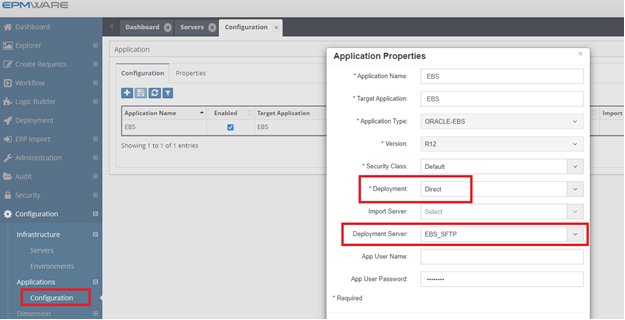 EPMWARE
Dashboard
Explorer
Create Requests
Workflow
Logic Builder
Deployment
ERP Import
Administration
Audit
Security
Configuration
Infrastructure
Servers
Environments
Applications
Configuration
Dimension
Dashboard
Servers
Configuration
Application
Configuration
Properties
Application Name
Enabled
Target Application
Import
EBS
EBS
Showing 1 to 1 of 1 entries
Application Properties
* Application Name: EBS
* Target Application: EBS
* Application Type: ORACLE-EBS
* Version: R12
* Security Class: Default
* Deployment: Direct
Import Server: Select
Deployment Server: EBS_SFTP
App User Name:
App User Password: ••••••••
* Required